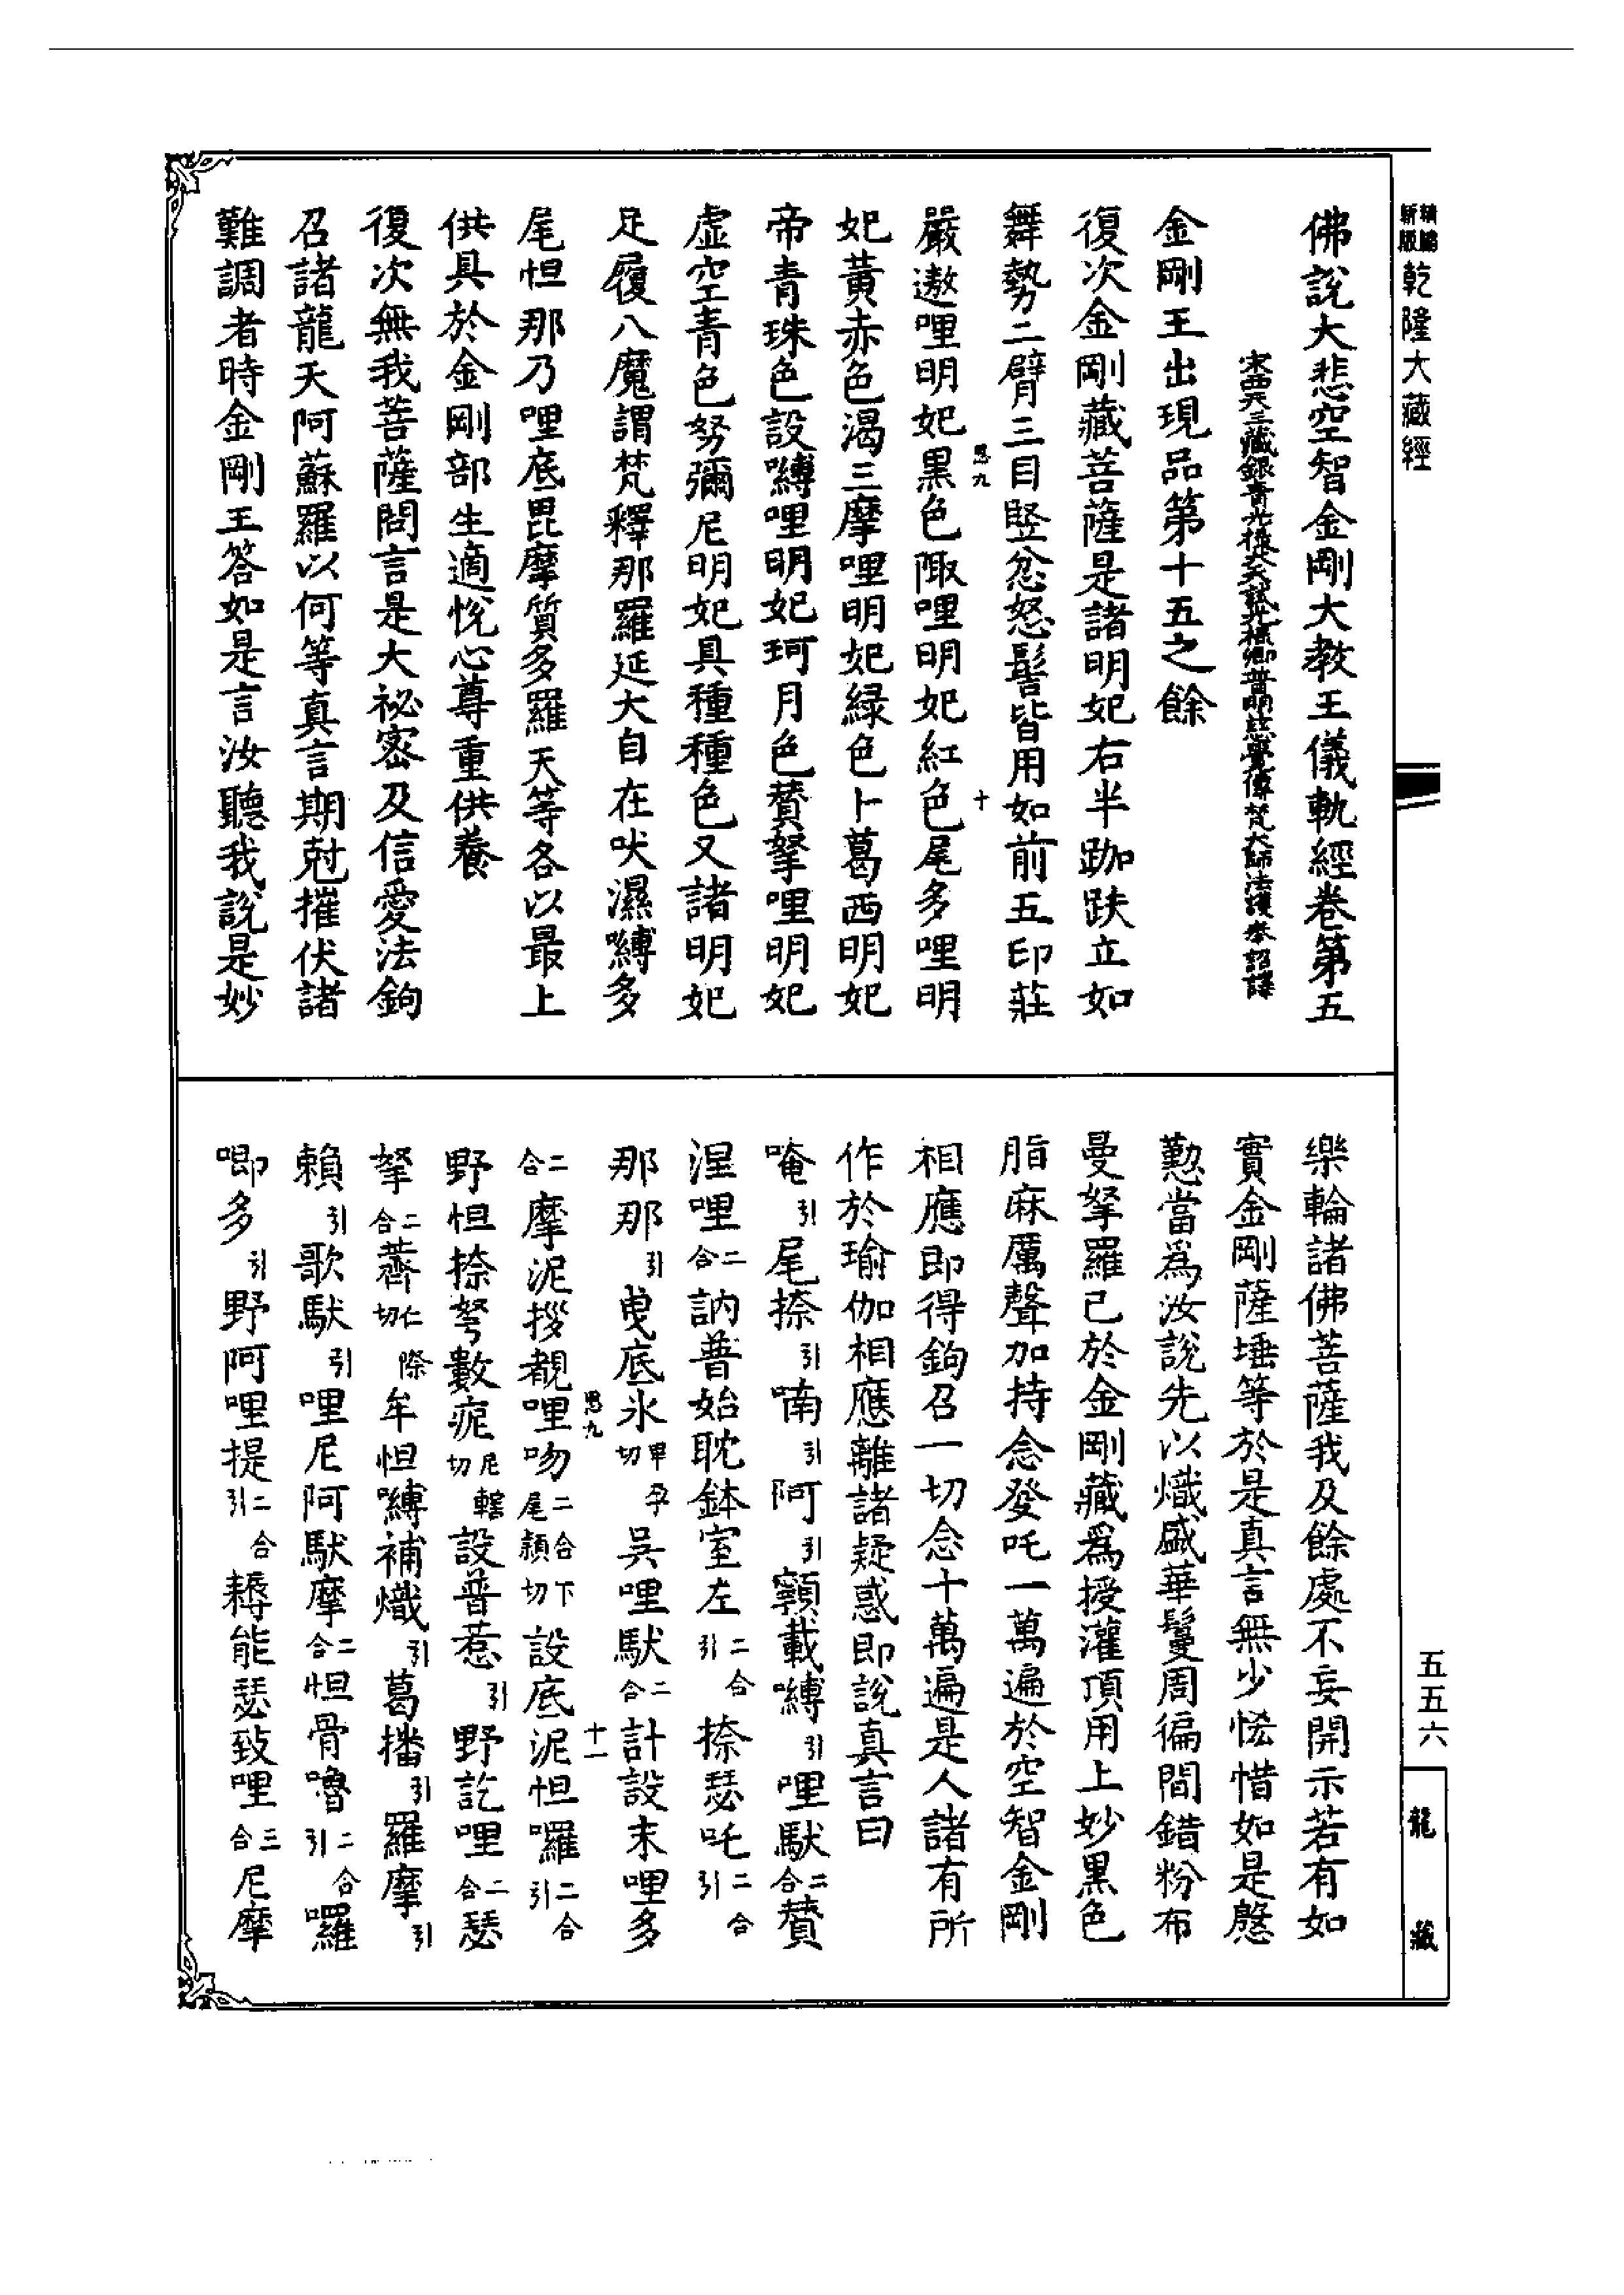 新編縮版乾隆大藏經
佛說大悲空智金剛大教王儀軌經卷第五
宋西天三藏銀青光祿大夫試光祿卿普明慈覺傳梵大師法護奉詔譯
金剛王出現品第十五之餘
復次金剛藏菩薩是諸明妃右半跏趺立如
舞勢二臂三目竪忿怒髻皆用如前五印莊
嚴遨哩明妃黑色陬哩明妃紅色尾多哩明
妃黃赤色渴三摩哩明妃綠色卜葛西明妃
帝青珠色設嚩哩明妃珂月色贊拏哩明妃
虛空青色努彌尼明妃具種種色又諸明妃
足履八魔謂梵釋那羅延大自在吠濕嚩多
尾怛那乃哩底毘摩質多羅天等各以最上
供具於金剛部生適悅心尊重供養
復次無我菩薩問言是大祕密及信愛法鉤
召諸龍天阿蘇羅以何等真言期尅摧伏諸
難調者時金剛王答如是言汝聽我說是妙
樂輪諸佛菩薩我及餘處不妄開示若有如
實金剛薩埵等於是真言無少恡惜如是慇
懃當為汝說先以熾盛華鬘周徧間錯粉布
曼拏羅已於金剛藏為授灌頂用上妙黑色
脂麻厲聲加持念發吒一萬遍於空智金剛
相應即得鉤召一切念十萬遍是人諸有所
作於瑜伽相應離諸疑惑即說真言曰
唵引尾捺引喃引阿引顙載嚩引哩馱二合贊
涅哩二合訥普始耽鉢室左二合引捺瑟吒二合引
那那引曳底氷畢孕切吳哩馱二合計設末哩多
二合摩泥拶覩哩吻二合尾頞下切設底泥怛囉二合引
野怛捺弩數疺尼轄切設普惹引野訖哩二合瑟
拏二合薺仁際切牟怛嚩補熾引葛播引羅摩引
賴引歌馱引哩尼阿馱摩二合怛骨嚕二合引囉
唧多引野阿哩提二合引耨能瑟致哩三合尼摩
恩九
十
恩九
十一
五五六
龍藏